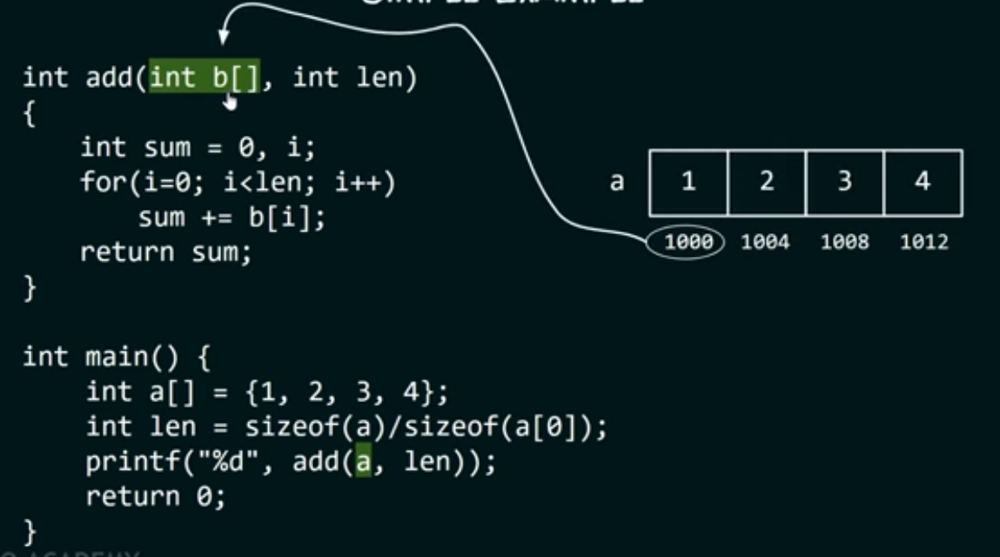 int add(int b[], int len)
{
int sum = 0, i;
for(i=0; i<len; i++)
sum += b[i];
return sum;
}
a 1 2 3 4
1000 1004 1008 1012
int main() {
int a[] = {1, 2, 3, 4};
int len = sizeof(a)/sizeof(a[0]);
printf("%d", add(a, len));
return 0;
}